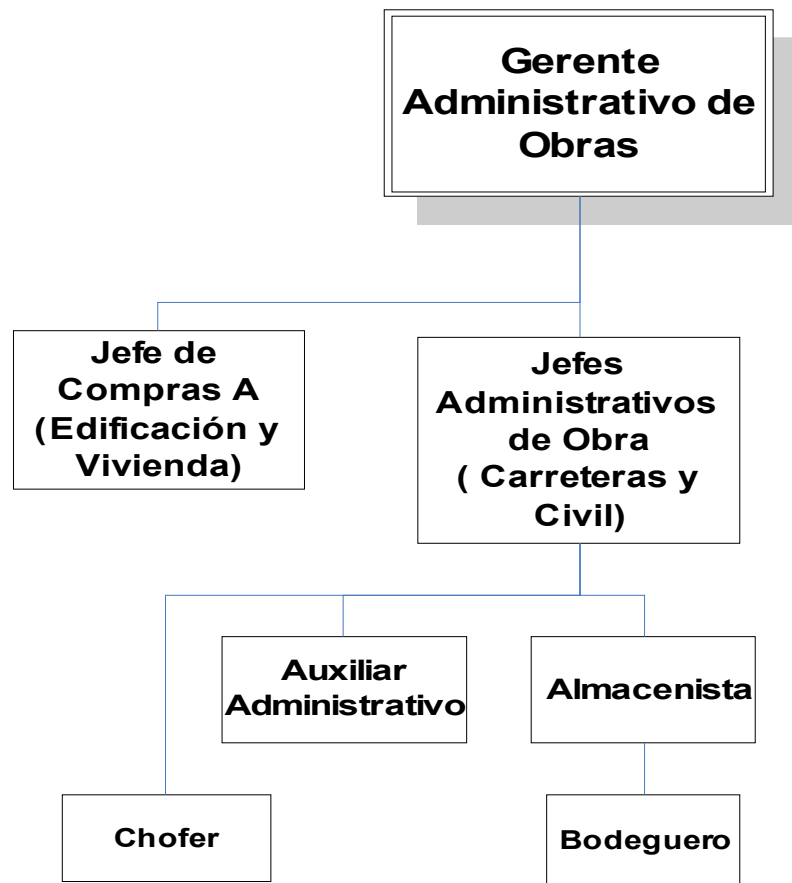 Gerente
Administrativo de
Obras
Jefe de
Compras A
(Edificación y
Vivienda)
Jefes
Administrativos
de Obra
( Carreteras y
Civil)
Auxiliar
Administrativo
Almacenista
Chofer
Bodeguero